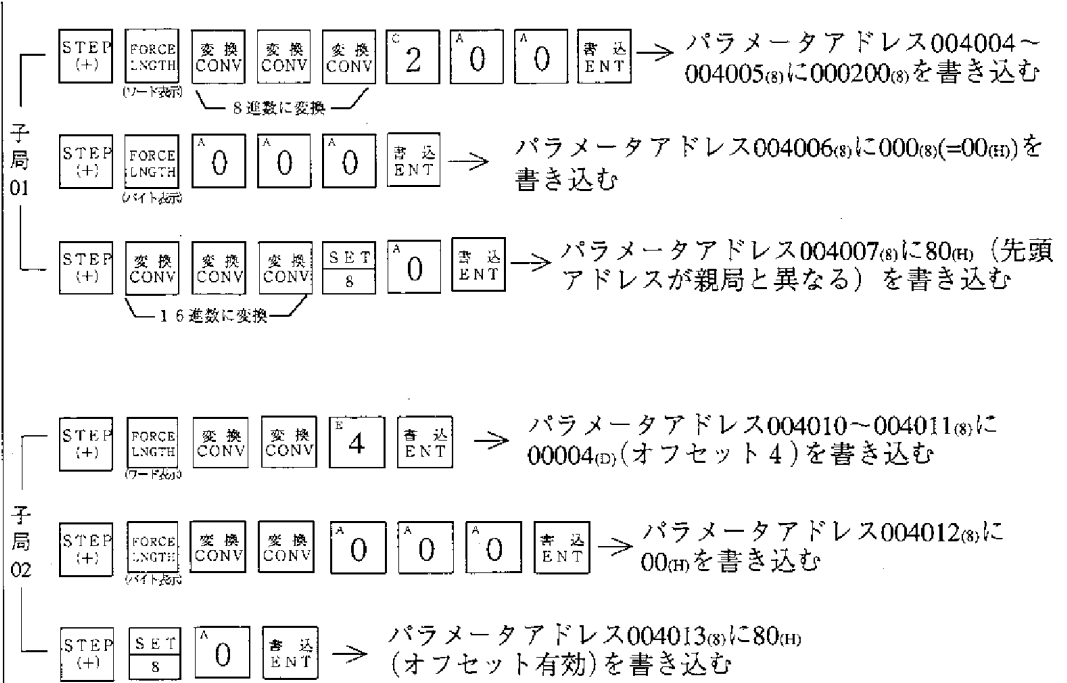 STEP (+) FORCE LNGTH 変換 CONV 変換 CONV 変換 CONV C 2 A 0 A 0 書込 ENT → パラメータアドレス004004～
(ワード表示) 004005(8)に000200(8)を書き込む
8進数に変換
子局01
STEP (+) FORCE LNGTH A 0 A 0 A 0 書込 ENT → パラメータアドレス004006(8)に000(8)(=00(H))を
(バイト表示) 書き込む
STEP (+) 変換 CONV 変換 CONV 変換 CONV SET 8 A 0 書込 ENT → パラメータアドレス004007(8)に80(H)（先頭
アドレスが親局と異なる）を書き込む
16進数に変換
STEP (+) FORCE LNGTH 変換 CONV 変換 CONV E 4 書込 ENT → パラメータアドレス004010～004011(8)に
(ワード表示) 00004(D)(オフセット4)を書き込む
子局02
STEP (+) FORCE LNGTH 変換 CONV 変換 CONV A 0 A 0 A 0 書込 ENT → パラメータアドレス004012(8)に
(バイト表示) 00(H)を書き込む
STEP (+) SET 8 A 0 書込 ENT → パラメータアドレス004013(8)に80(H)
(オフセット有効)を書き込む